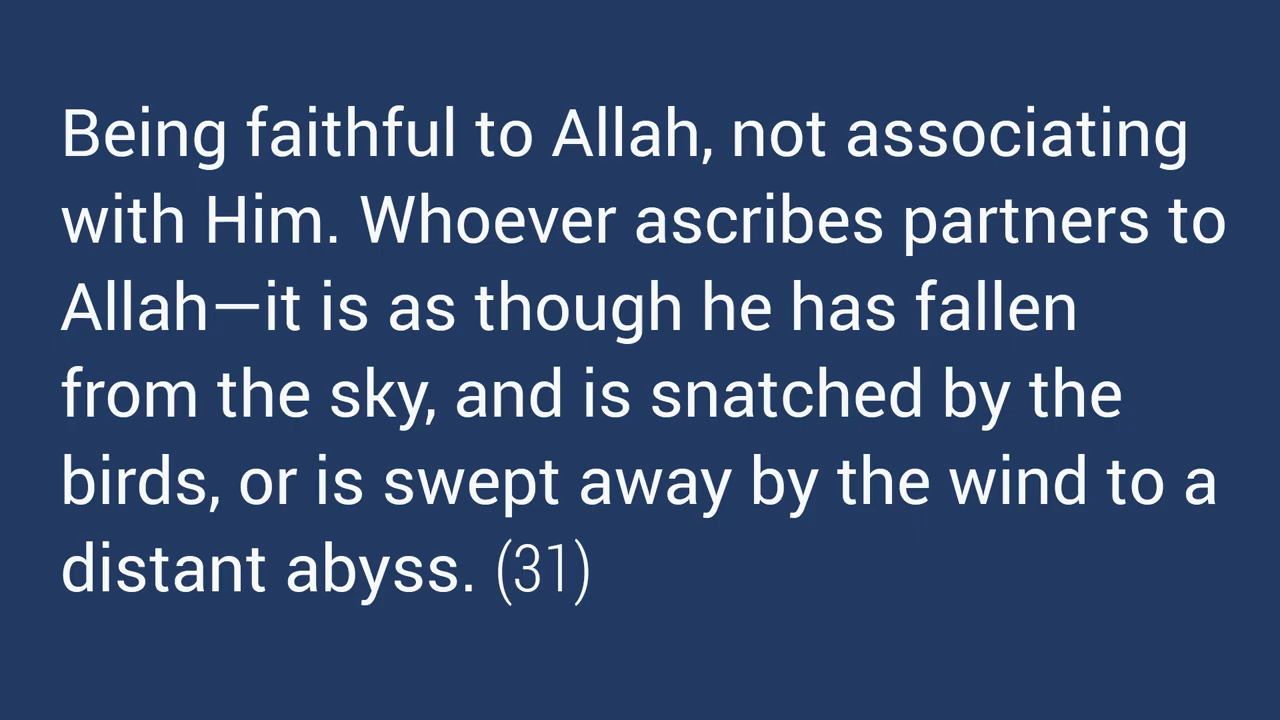 Being faithful to Allah, not associating
with Him. Whoever ascribes partners to
Allah—it is as though he has fallen
from the sky, and is snatched by the
birds, or is swept away by the wind to a
distant abyss. (31)